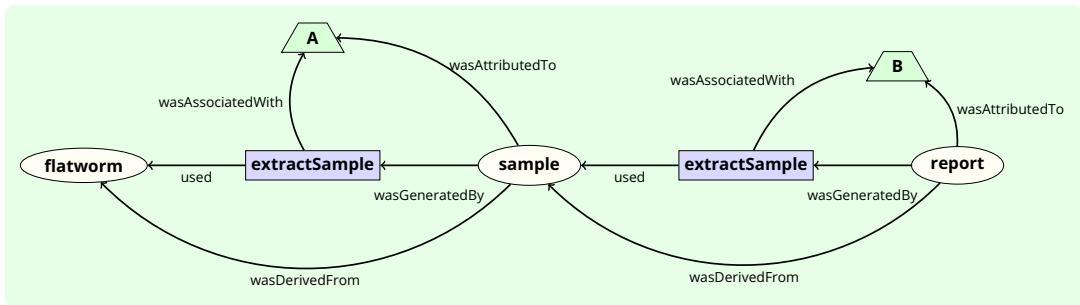 A
wasAttributedTo
wasAssociatedWith
B
wasAssociatedWith
wasAttributedTo
flatworm
used
extractSample
wasGeneratedBy
sample
used
extractSample
wasGeneratedBy
report
wasDerivedFrom
wasDerivedFrom